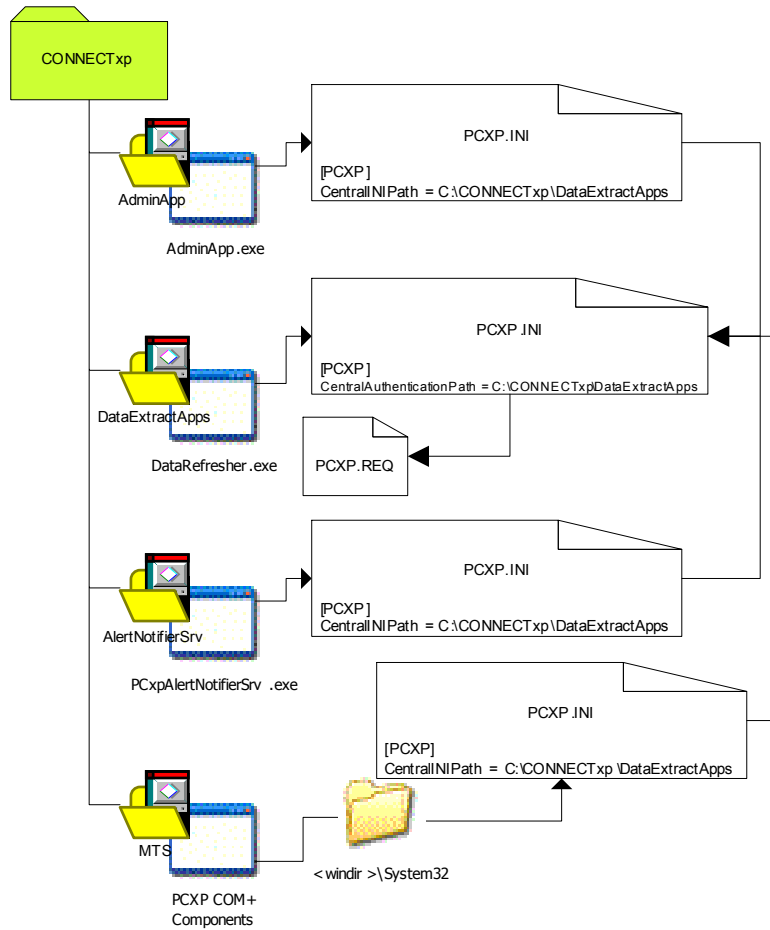 CONNECTxp
PCXP.INI
[PCXP]
CentralINIPath = C:\CONNECTxp\DataExtractApps
AdminApp
AdminApp.exe
PCXP.INI
[PCXP]
CentralAuthenticationPath = C:\CONNECTxp\DataExtractApps
DataExtractApps
DataRefresher.exe
PCXP.REQ
PCXP.INI
[PCXP]
CentralINIPath = C:\CONNECTxp\DataExtractApps
AlertNotifierSrv
PCxpAlertNotifierSrv .exe
PCXP.INI
[PCXP]
CentralINIPath = C:\CONNECTxp \DataExtractApps
MTS
<windir >\System32
PCXP COM+
Components